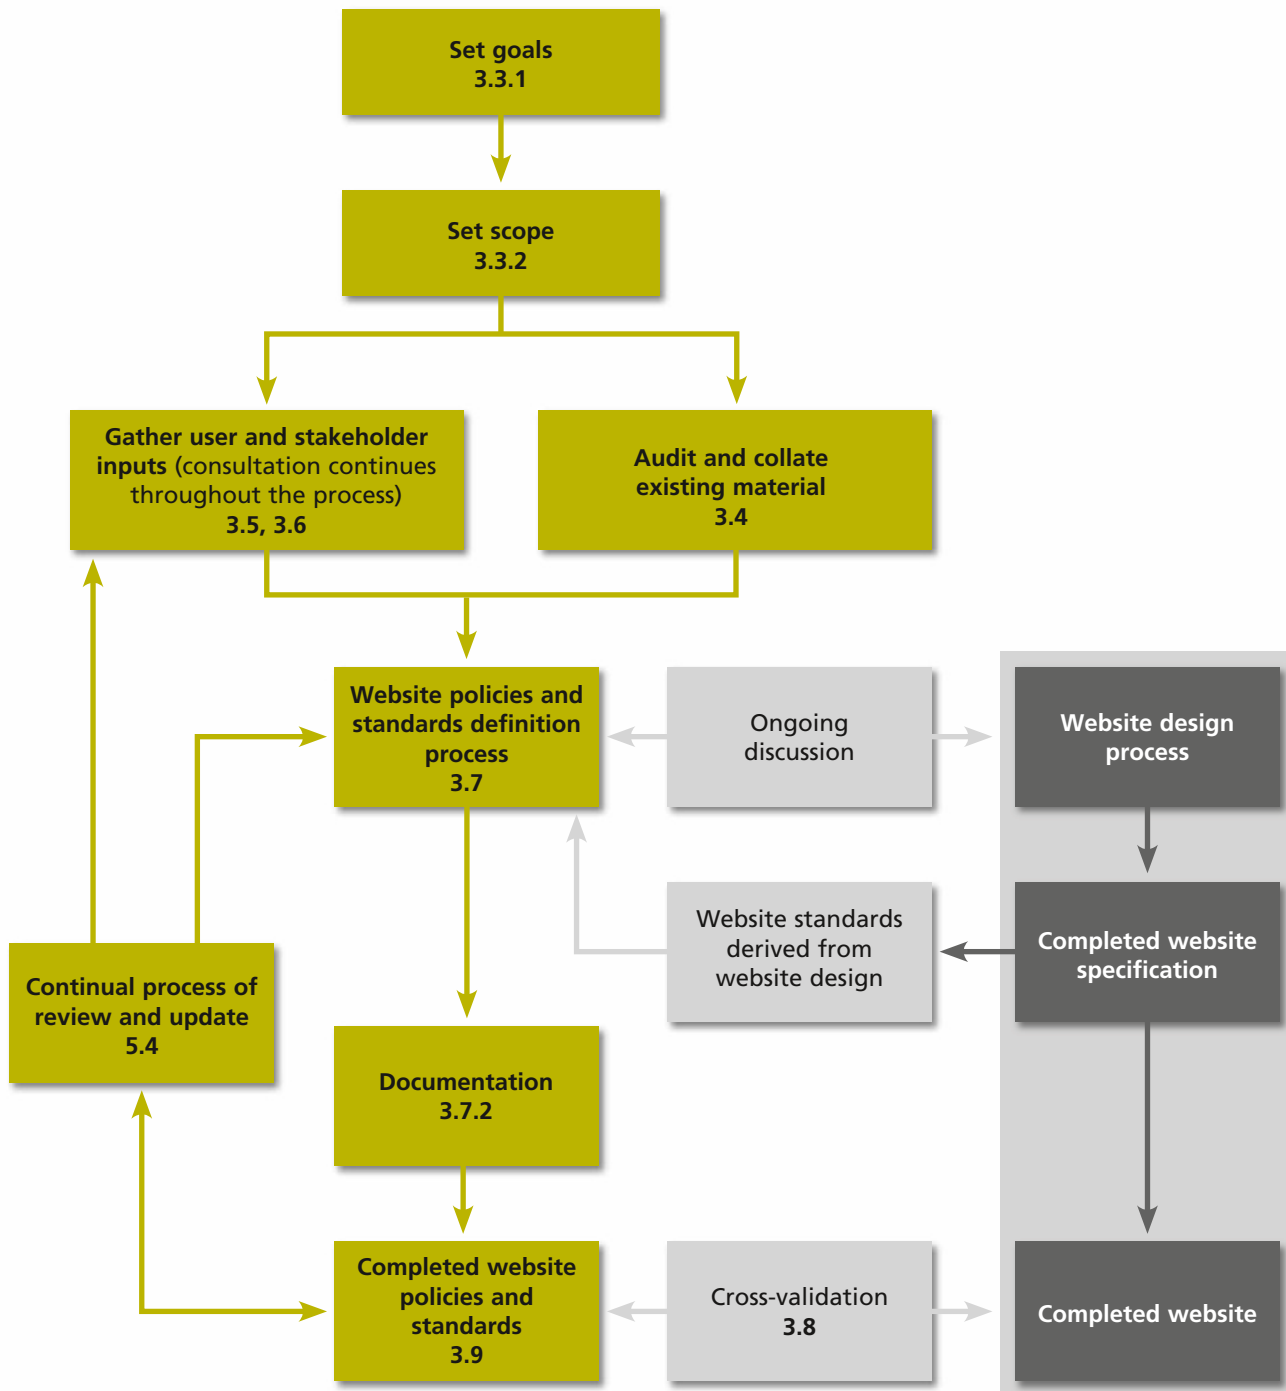 Set goals
3.3.1
Set scope
3.3.2
Gather user and stakeholder
inputs (consultation continues
throughout the process)
3.5, 3.6
Audit and collate
existing material
3.4
Website policies and
standards definition
process
3.7
Ongoing
discussion
Website design
process
Website standards
derived from
website design
Completed website
specification
Continual process of
review and update
5.4
Documentation
3.7.2
Completed website
policies and
standards
3.9
Cross-validation
3.8
Completed website